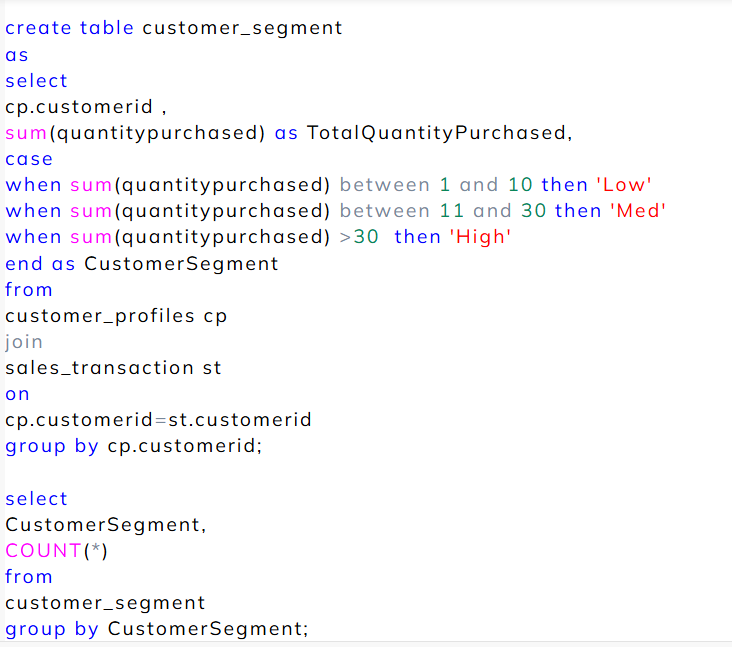 create table customer_segment
as
select
cp.customerid ,
sum(quantitypurchased) as TotalQuantityPurchased,
case
when sum(quantitypurchased) between 1 and 10 then 'Low'
when sum(quantitypurchased) between 11 and 30 then 'Med'
when sum(quantitypurchased) >30  then 'High'
end as CustomerSegment
from
customer_profiles cp
join
sales_transaction st
on
cp.customerid=st.customerid
group by cp.customerid;

select
CustomerSegment,
COUNT(*)
from
customer_segment
group by CustomerSegment;